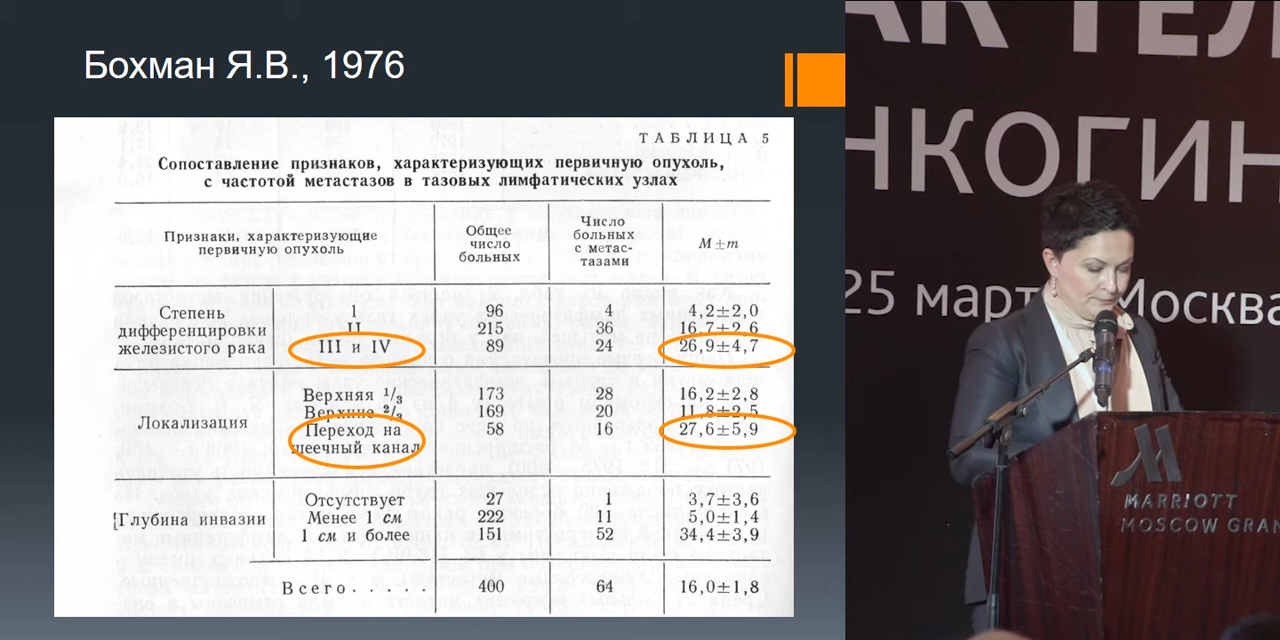 Бохман Я.В., 1976
ТАБЛИЦА 5
Сопоставление признаков, характеризующих первичную опухоль,
с частотой метастазов в тазовых лимфатических узлах
Признаки, характеризующие первичную опухоль
Общее число больных
Число больных с метас-тазами
M±m
Степень дифференцировки железистого рака
I 96 4 4,2±2,0
II 215 36 16,7±2,6
III и IV 89 24 26,9±4,7
Локализация
Верхняя 1/3 173 28 16,2±2,8
Верхние 2/3 169 20 11,8±2,5
Переход на шеечный канал 58 16 27,6±5,9
Глубина инвазии
Отсутствует 27 1 3,7±3,6
Менее 1 см 222 11 5,0±1,4
1 см и более 151 52 34,4±3,9
Всего..... 400 64 16,0±1,8
АК ТЕЛ
НКОГИН
25 март Москва
MARRIOTT
MOSCOW GRAN